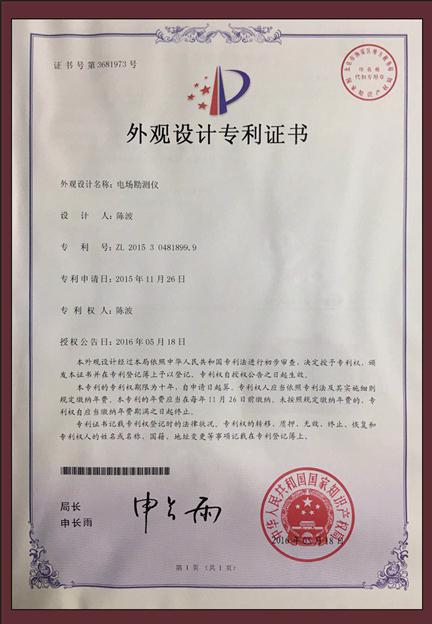 证书号第3681973号
外观设计专利证书
外观设计名称：电场勘测仪
设计人：陈波
专利号：ZL 2015 3 0481899.9
专利申请日：2015年11月26日
专利权人：陈波
授权公告日：2016年05月18日
本外观设计经过本局依照中华人民共和国专利法进行初步审查，决定授予专利权，颁
发本证书并在专利登记簿上予以登记。专利权自授权公告之日起生效。
本专利的专利权期限为十年，自申请日起算。专利权人应当依照专利法及其实施细则
规定缴纳年费。本专利的年费应当在每年11月26日前缴纳。未按照规定缴纳年费的，专利
权自应当缴纳年费期满之日起终止。
专利证书记载专利权登记时的法律状况。专利权的转移、质押、无效、终止、恢复和
专利权人的姓名或名称、国籍、地址变更等事项记载在专利登记簿上。
局长
申长雨
申长雨
中华人民共和国国家知识产权局
2016年05月18日
第1页（共1页）